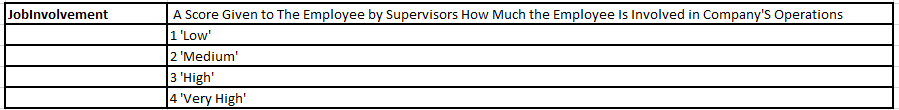 JobInvolvement A Score Given to The Employee by Supervisors How Much the Employee Is Involved in Company'S Operations
1 'Low'
2 'Medium'
3 'High'
4 'Very High'